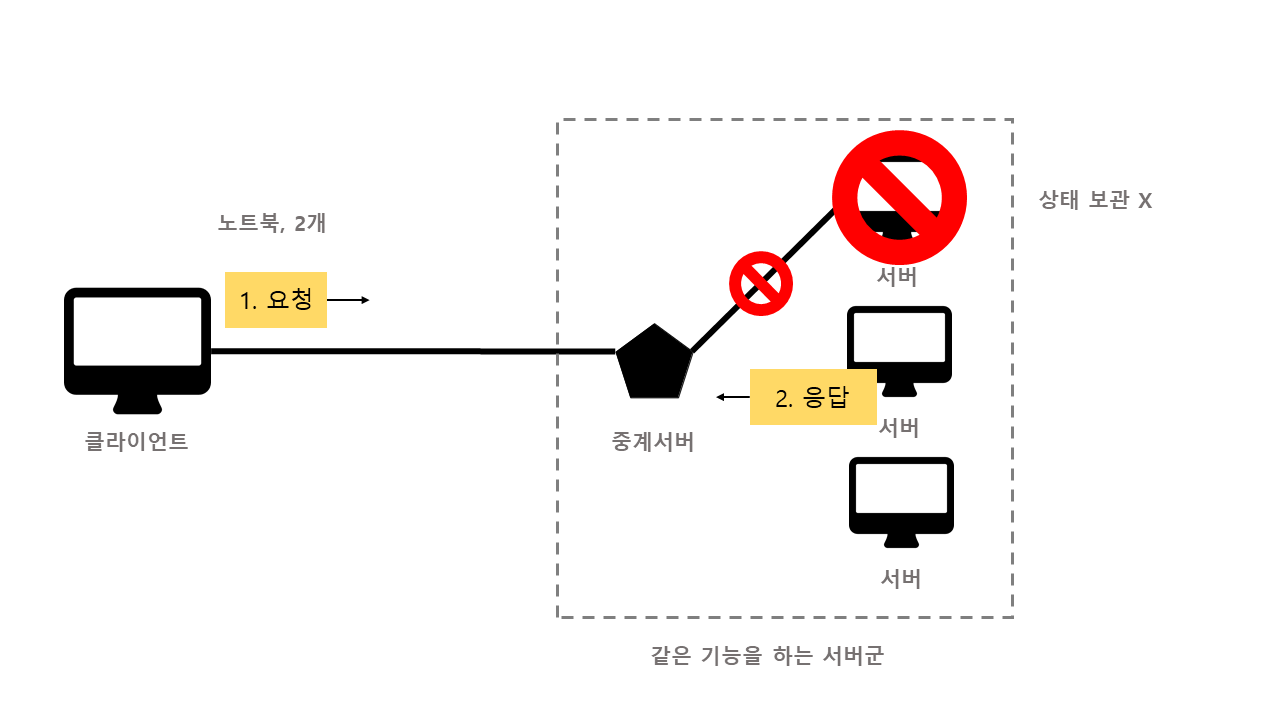 노트북, 2개
1. 요청
클라이언트
중계서버
서버
상태 보관 X
2. 응답
서버
서버
같은 기능을 하는 서버군